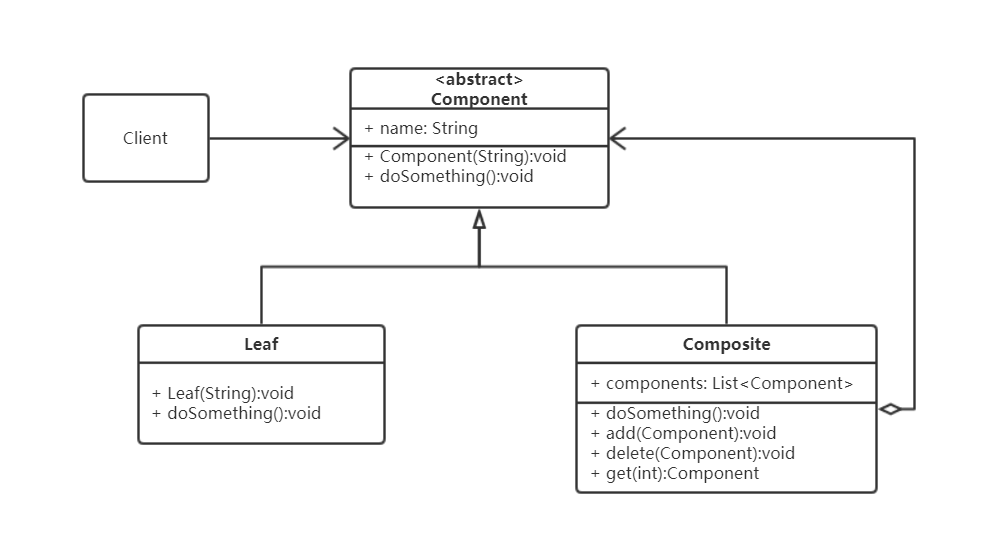 Client
<abstract>
Component
+ name: String
+ Component(String):void
+ doSomething():void
Leaf
+ Leaf(String):void
+ doSomething():void
Composite
+ components: List<Component>
+ doSomething():void
+ add(Component):void
+ delete(Component):void
+ get(int):Component